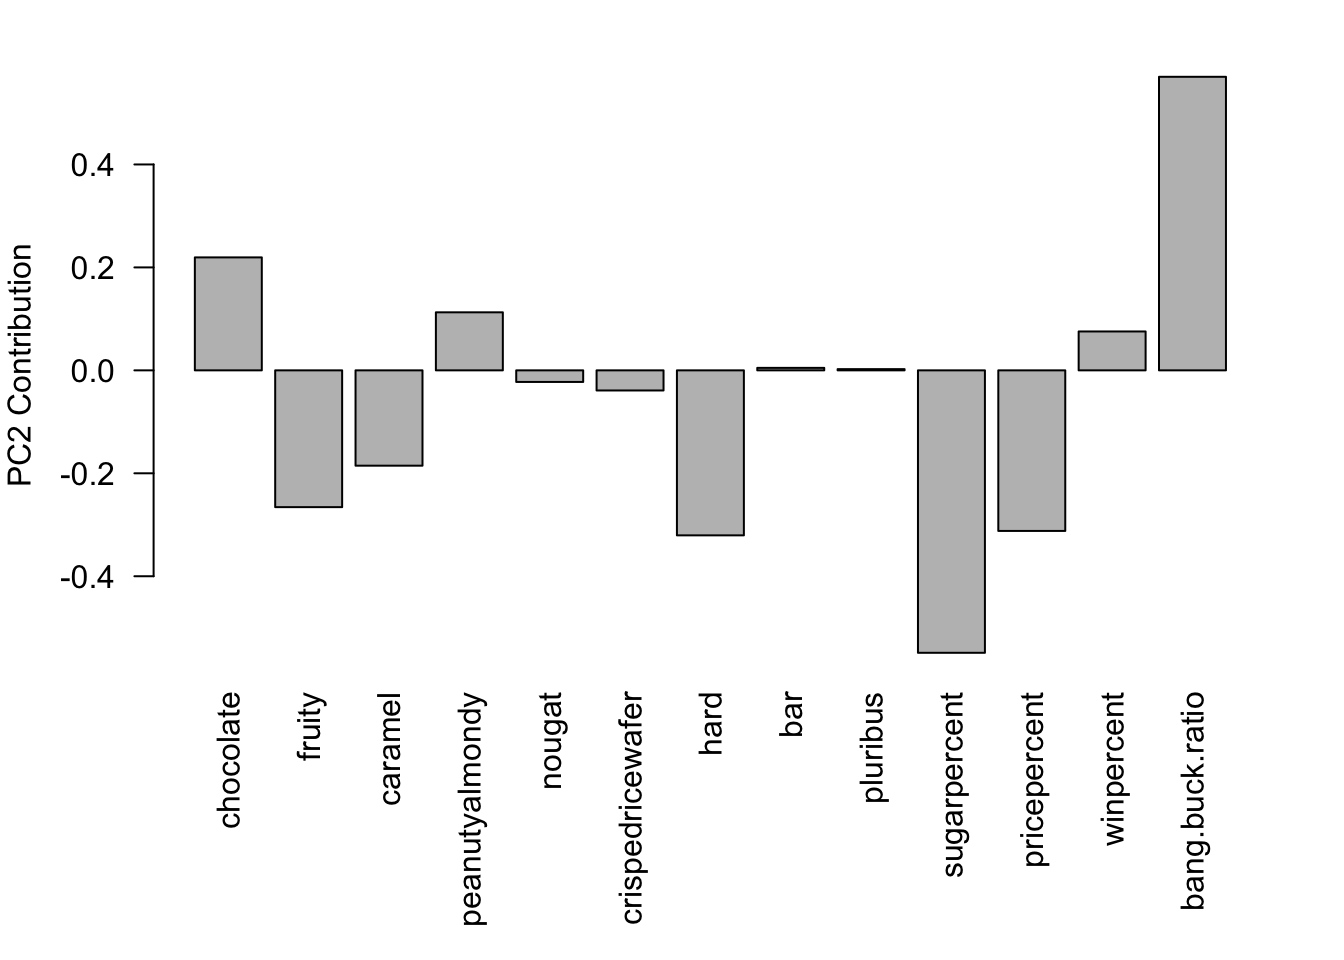 PC2 Contribution
0.4
0.2
0.0
-0.2
-0.4
chocolate
fruity
caramel
peanutyalmondy
nougat
crispedricewafer
hard
bar
pluribus
sugarpercent
pricepercent
winpercent
bang.buck.ratio